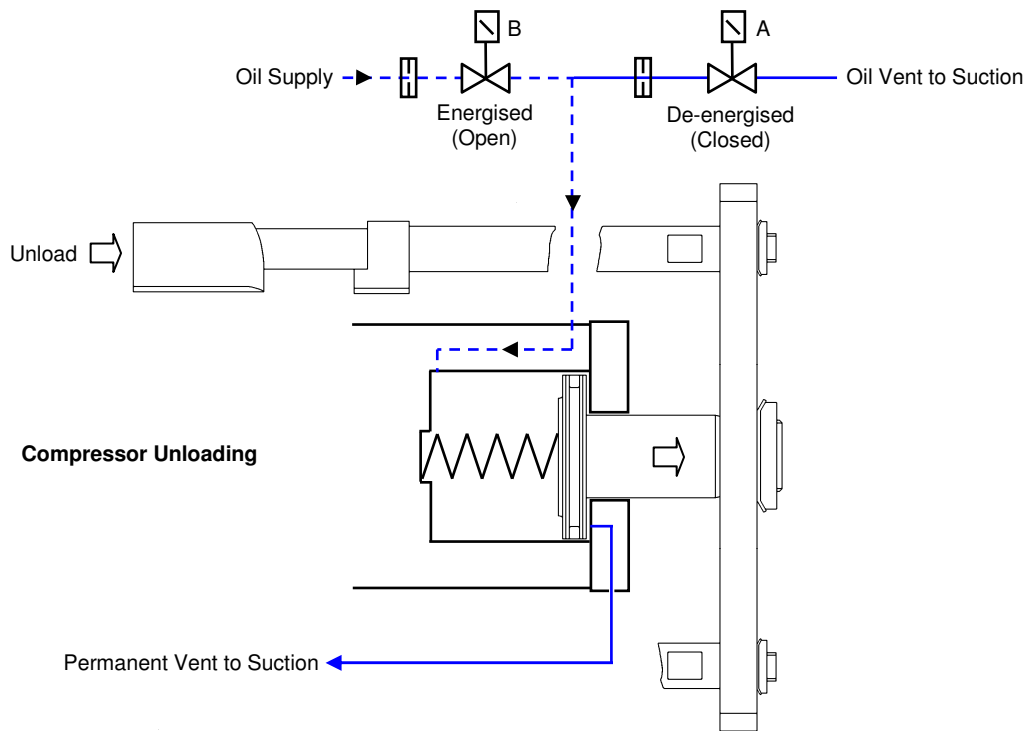 B
A
Oil Supply
Oil Vent to Suction
Energised
(Open)
De-energised
(Closed)
Unload
Compressor Unloading
Permanent Vent to Suction